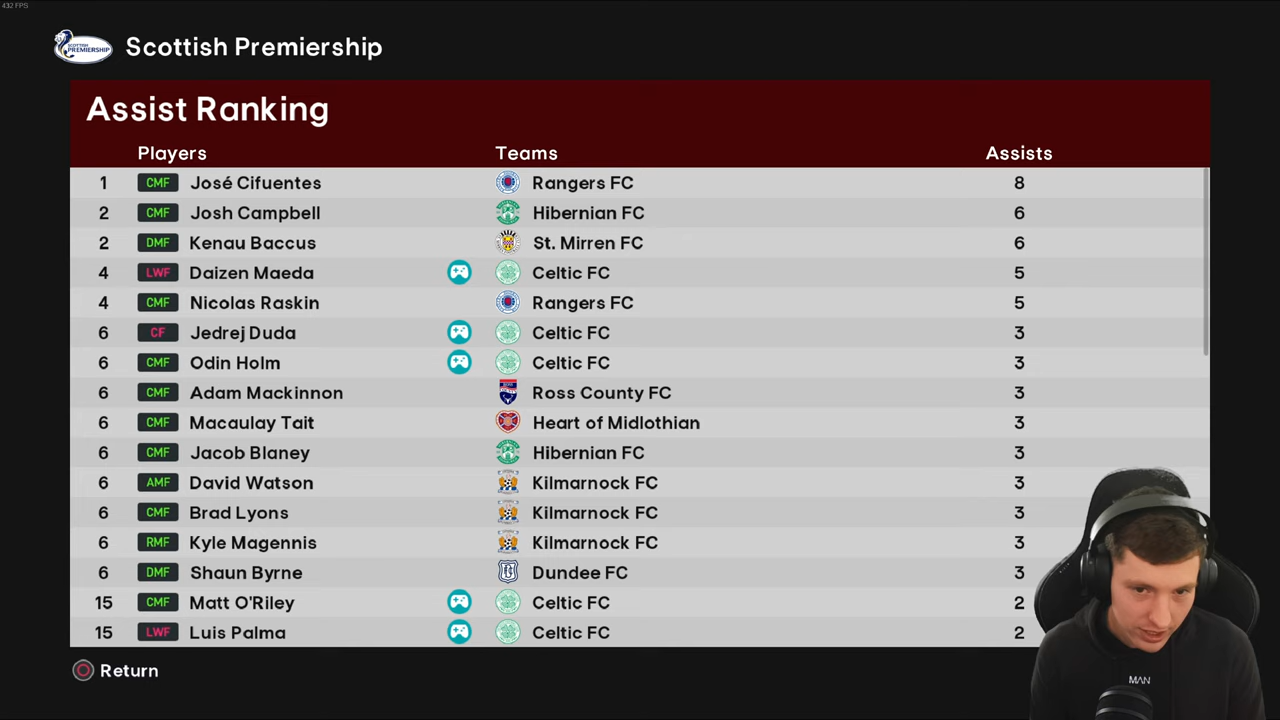 432 FPS
SCOTTISH PREMIERSHIP
Scottish Premiership
Assist Ranking
Players Teams Assists
1 CMF José Cifuentes Rangers FC 8
2 CMF Josh Campbell Hibernian FC 6
2 DMF Kenau Baccus St. Mirren FC 6
4 LWF Daizen Maeda Celtic FC 5
4 CMF Nicolas Raskin Rangers FC 5
6 CF Jedrej Duda Celtic FC 3
6 CMF Odin Holm Celtic FC 3
6 CMF Adam Mackinnon Ross County FC 3
6 CMF Macaulay Tait Heart of Midlothian 3
6 CMF Jacob Blaney Hibernian FC 3
6 AMF David Watson Kilmarnock FC 3
6 CMF Brad Lyons Kilmarnock FC 3
6 RMF Kyle Magennis Kilmarnock FC 3
6 DMF Shaun Byrne Dundee FC 3
15 CMF Matt O'Riley Celtic FC 2
15 LWF Luis Palma Celtic FC 2
Return
MAN